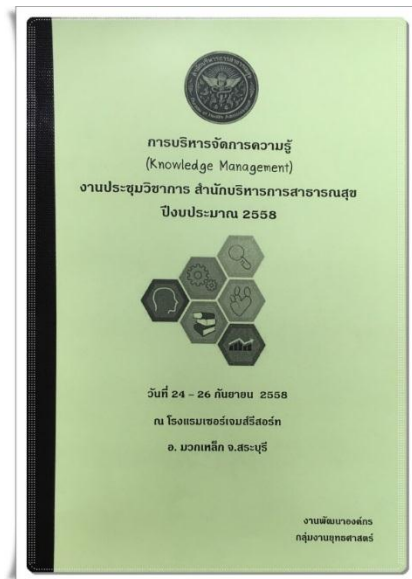 การบริหารจัดการความรู้
(Knowledge Management)
งานประชุมวิชาการ สำนักบริหารการสาธารณสุข
ปีงบประมาณ 2558
วันที่ 24 - 26 กันยายน 2558
ณ โรงแรมเซอร์เจมส์รีสอร์ท
อ. มวกเหล็ก จ.สระบุรี
งานพัฒนาองค์กร
กลุ่มงานยุทธศาสตร์